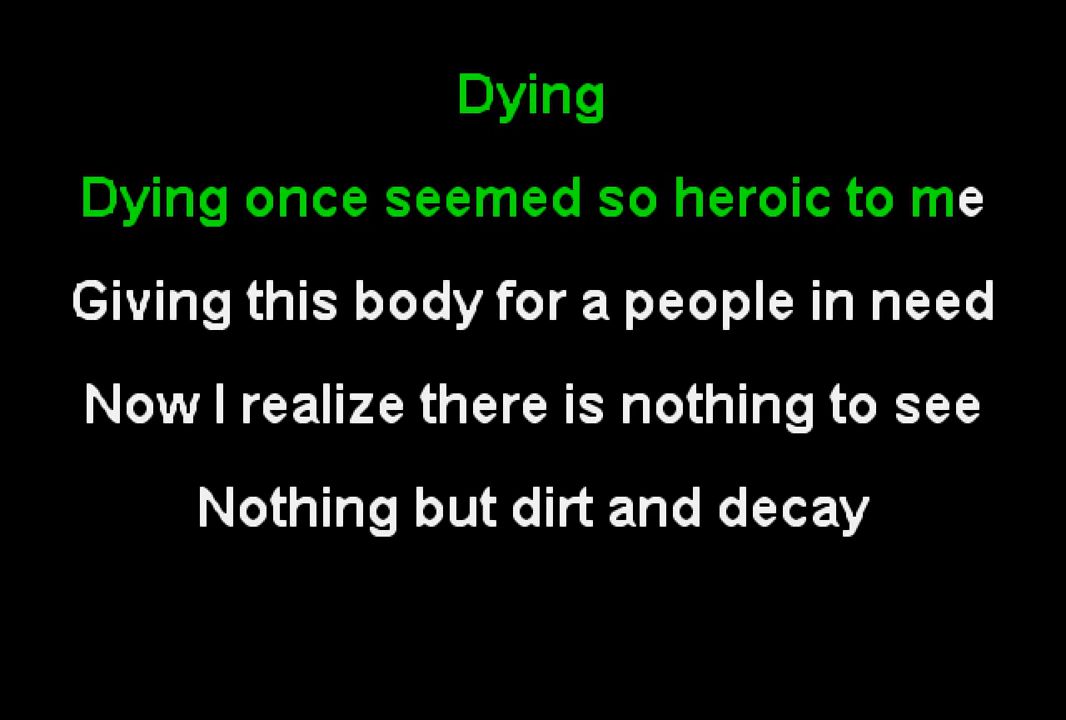 Dying
Dying once seemed so heroic to me
Giving this body for a people in need
Now I realize there is nothing to see
Nothing but dirt and decay